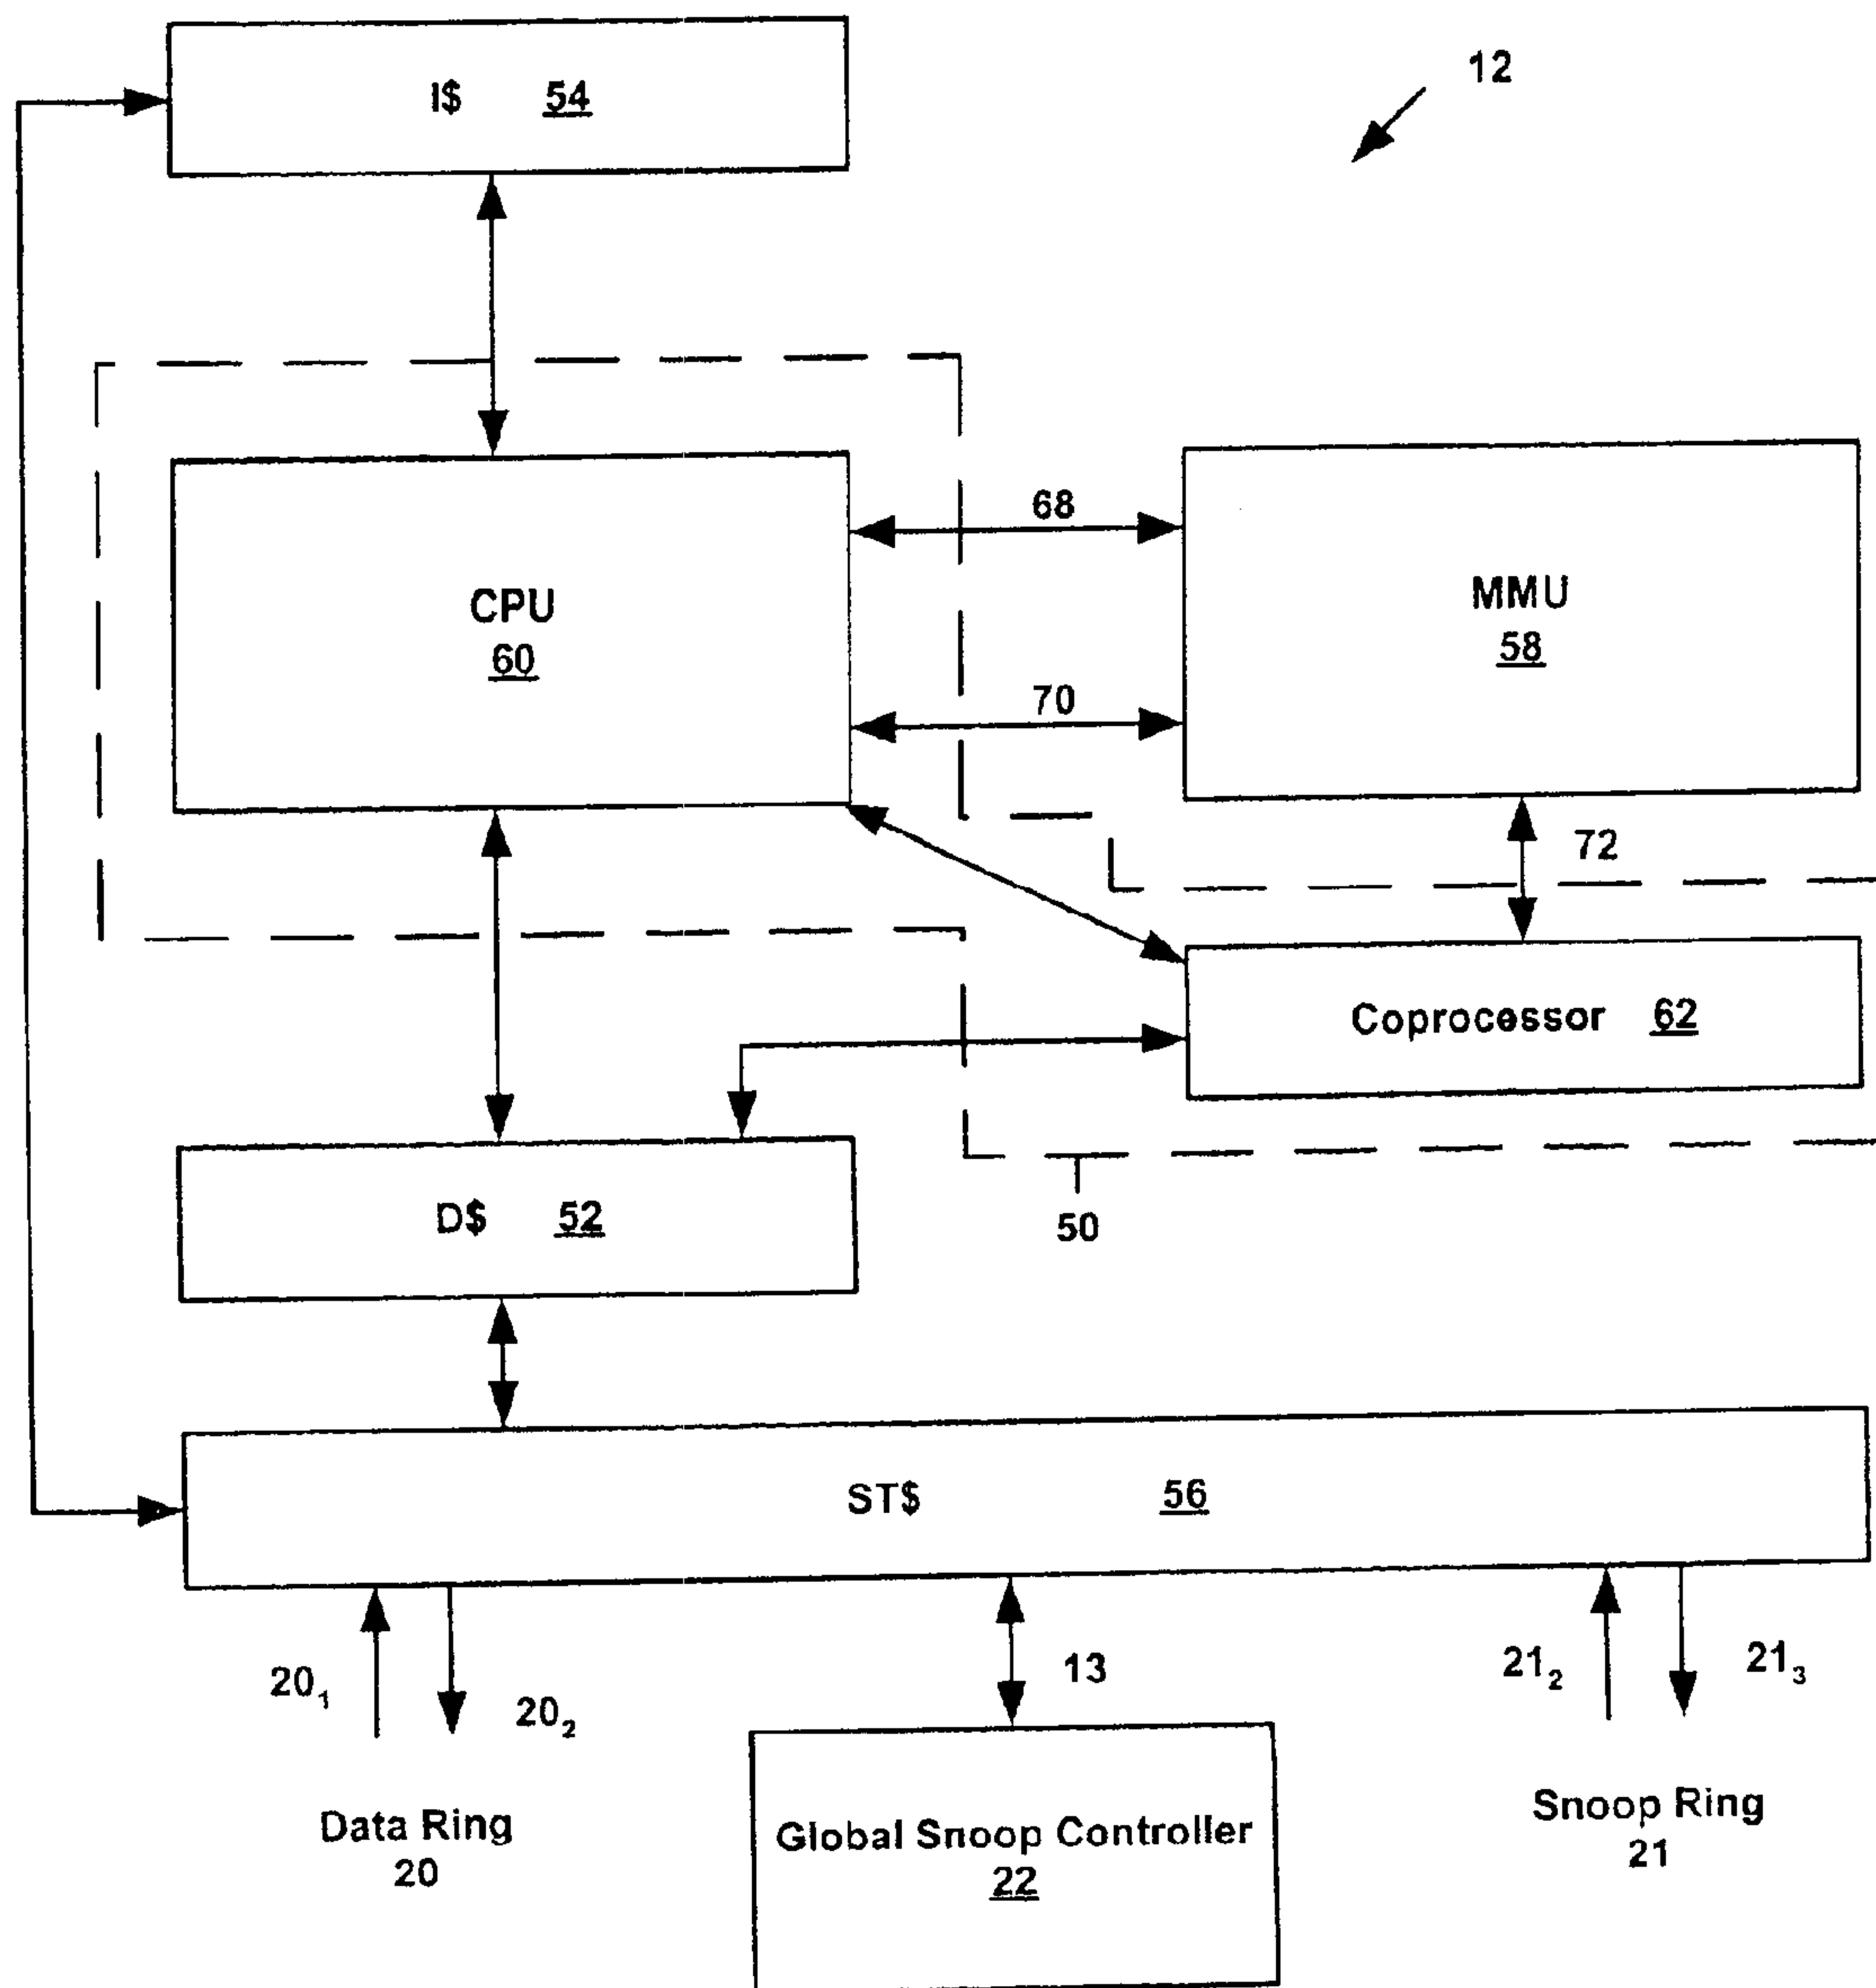 I$ 54
12
CPU
60
68
70
MMU
58
72
Coprocessor 62
D$ 52
50
ST$ 56
20₁
20₂
13
21₂
21₃
Data Ring
20
Global Snoop Controller
22
Snoop Ring
21